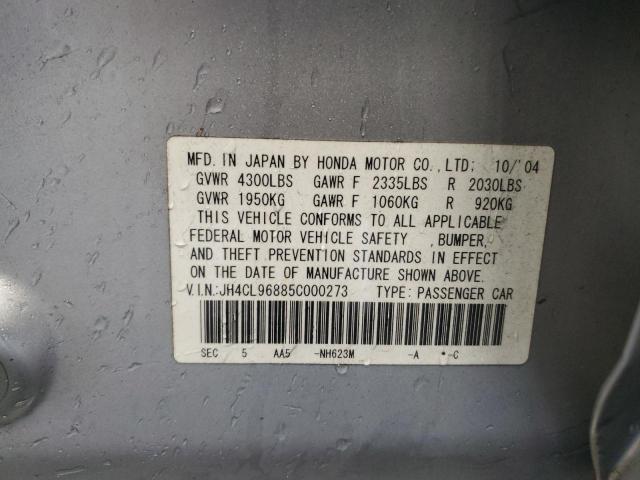 MFD. IN JAPAN BY HONDA MOTOR CO., LTD; 10/'04
GVWR 4300LBS GAWR F 2335LBS R 2030LBS
GVWR 1950KG GAWR F 1060KG R 920KG
THIS VEHICLE CONFORMS TO ALL APPLICABLE
FEDERAL MOTOR VEHICLE SAFETY ,BUMPER,
AND THEFT PREVENTION STANDARDS IN EFFECT
ON THE DATE OF MANUFACTURE SHOWN ABOVE.
V.I.N.:JH4CL96885C000273 TYPE: PASSENGER CAR
SEC 5 AA5 -NH623M -A *-C